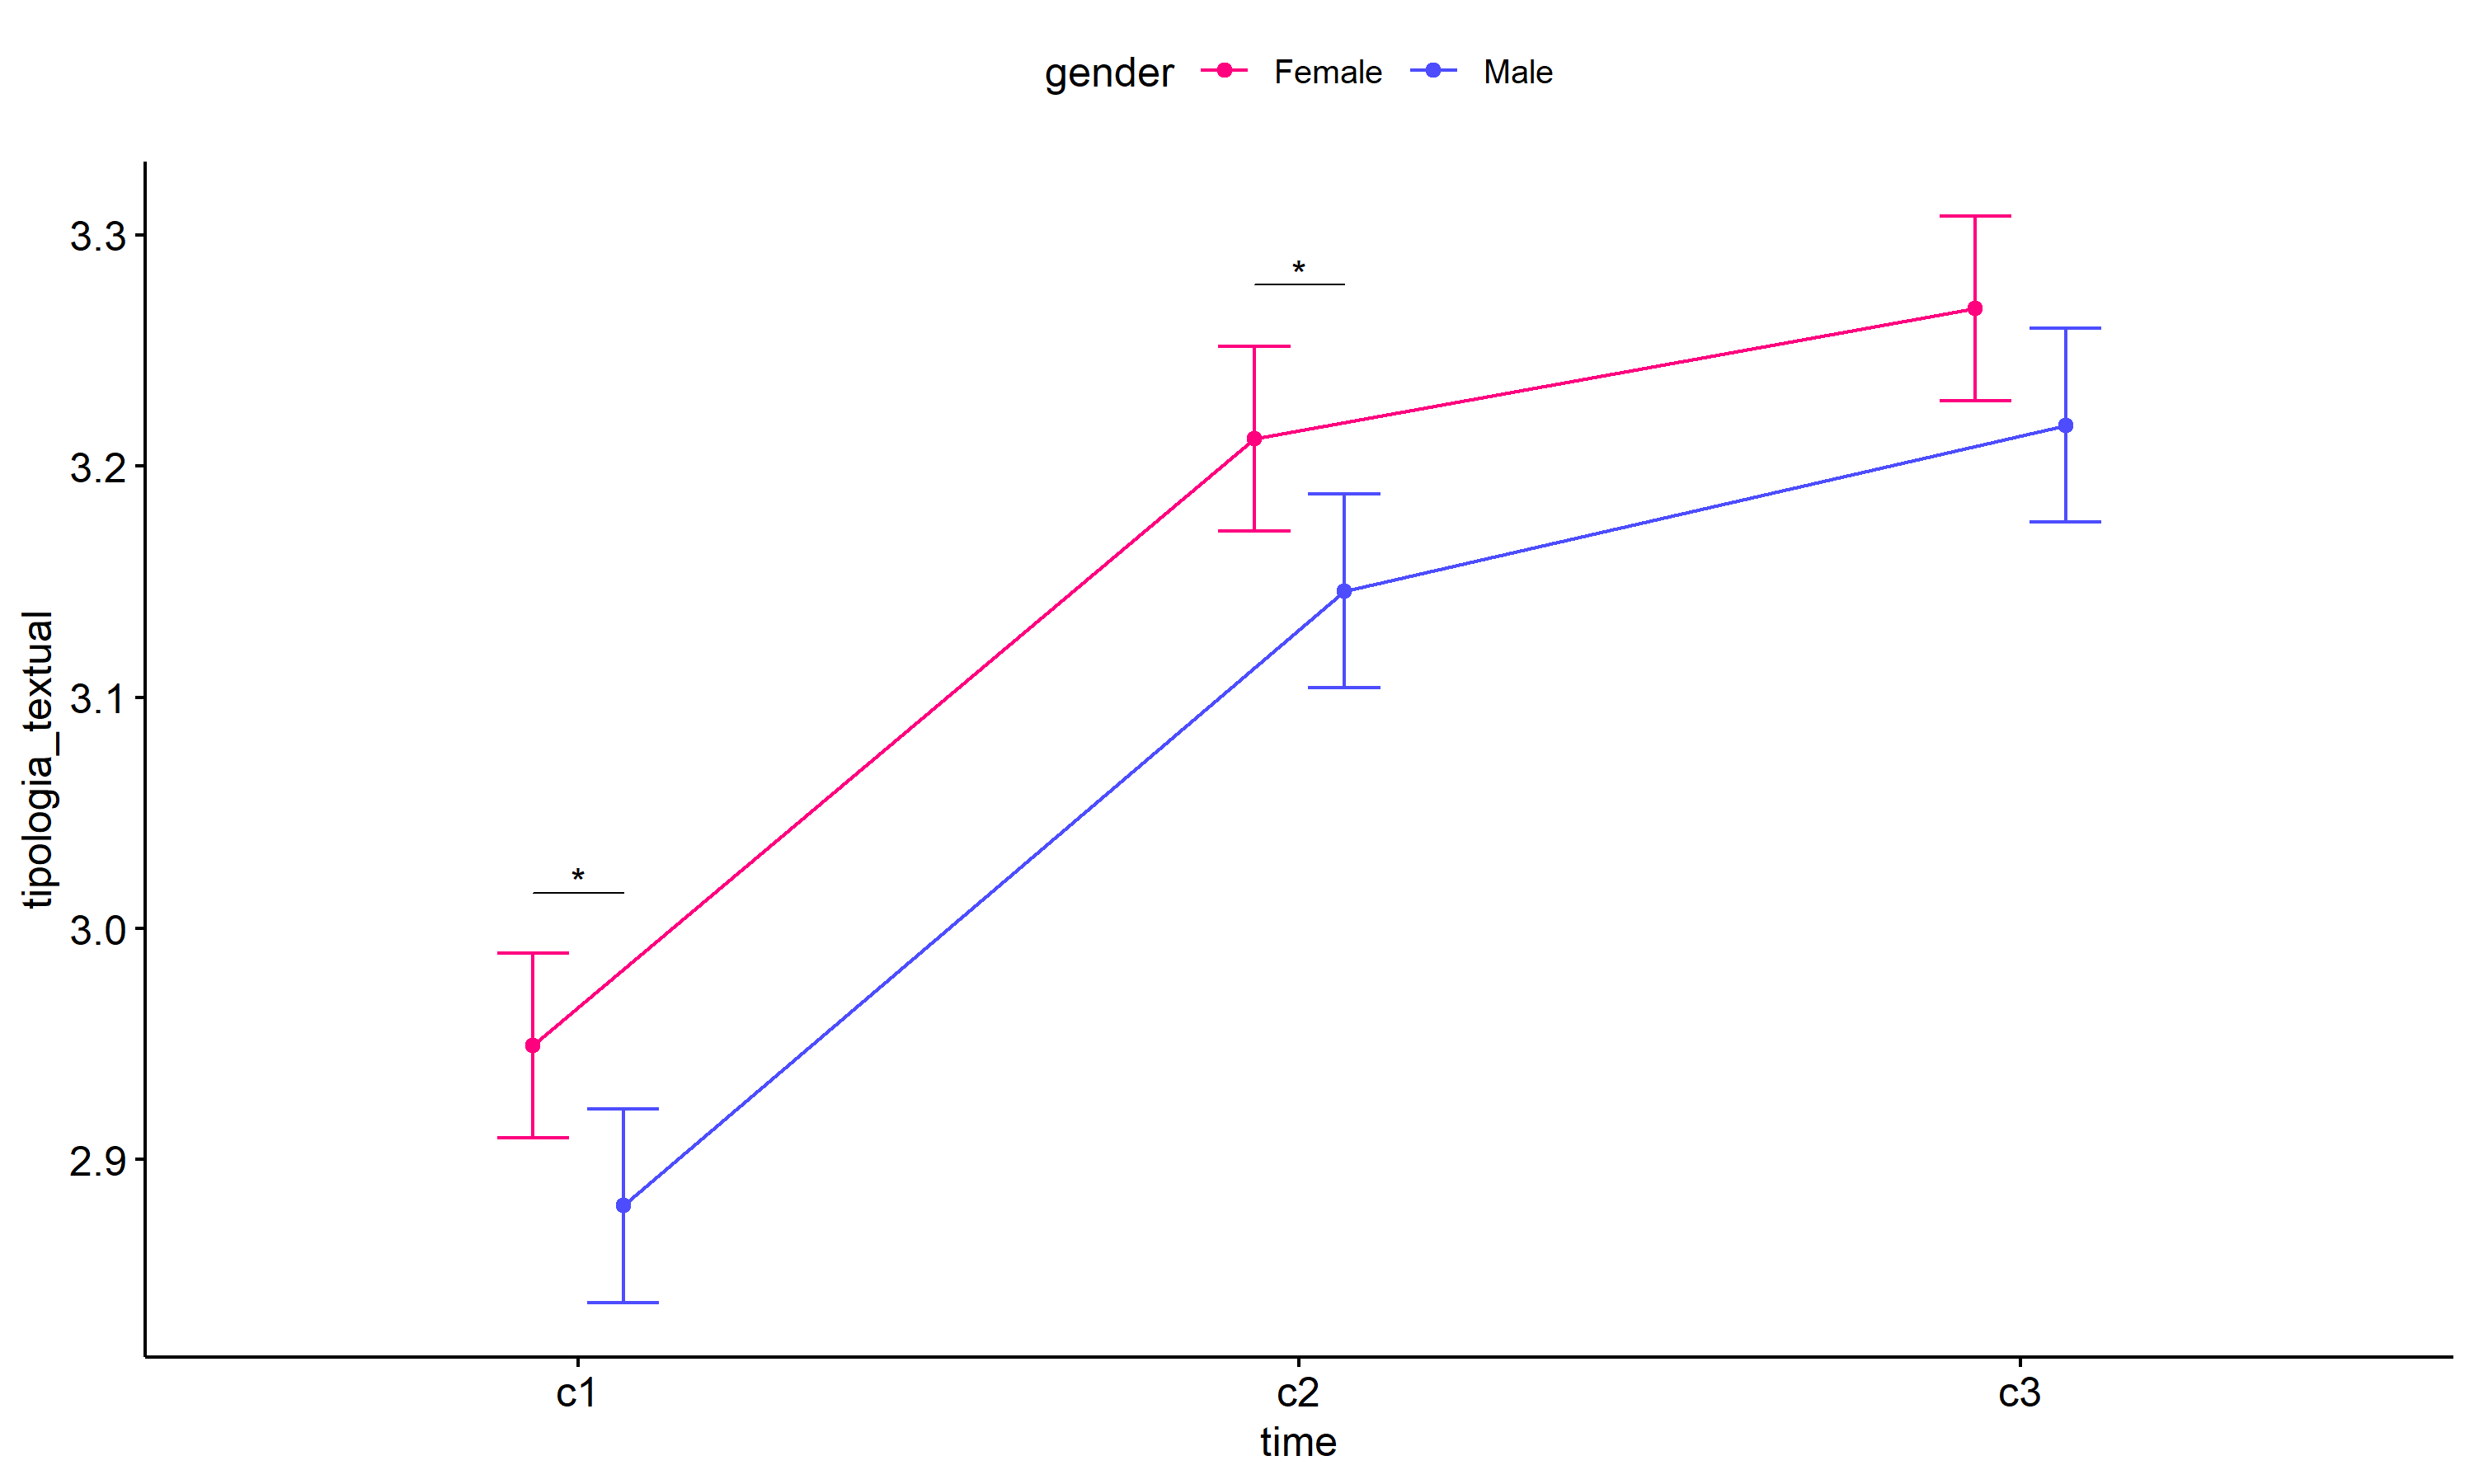 gender Female Male
3.3
*
3.2
3.1
tipologia_textual
*
3.0
2.9
c1 c2 c3
time